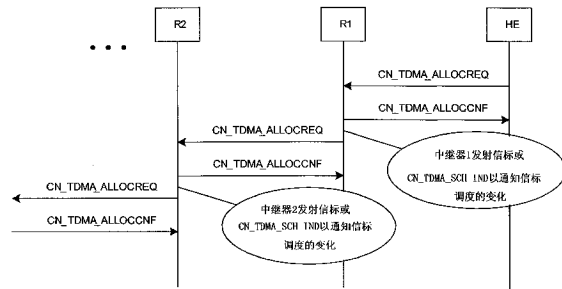 R2
R1
HE
CN_TDMA_ALLOCREQ
CN_TDMA_ALLOCCNF
CN_TDMA_ALLOCREQ
中继器1发射信标或
CN_TDMA_SCH IND以通知信标
调度的变化
CN_TDMA_ALLOCCNF
CN_TDMA_ALLOCREQ
中继器2发射信标或
CN_TDMA_SCH IND以通知信标
调度的变化
CN_TDMA_ALLOCCNF